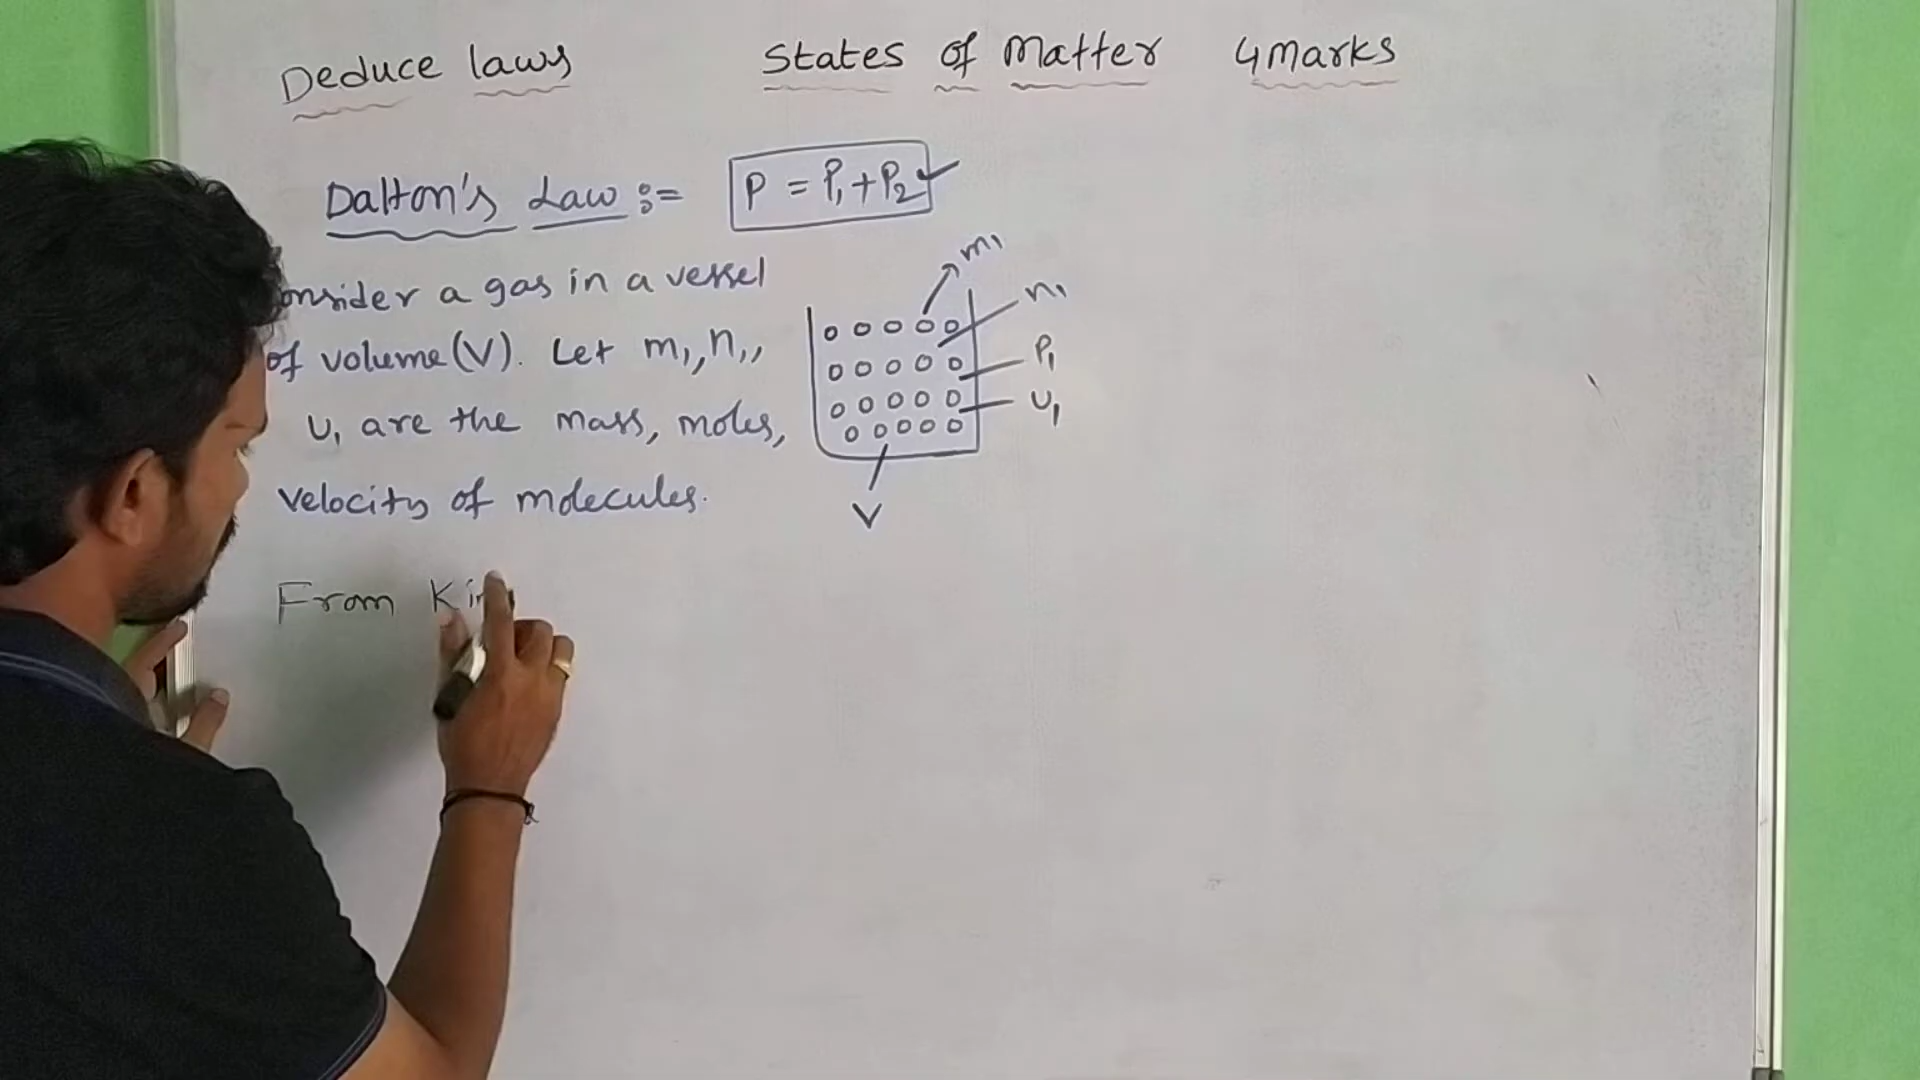 Deduce laws States of Matter 4Marks
Dalton's Law :- P = P₁+P₂
onsider a gas in a vessel
of volume (V). Let m₁, n₁,
U₁ are the mass, moles,
velocity of molecules.
From Kin
m₁
n₁
P₁
U₁
V